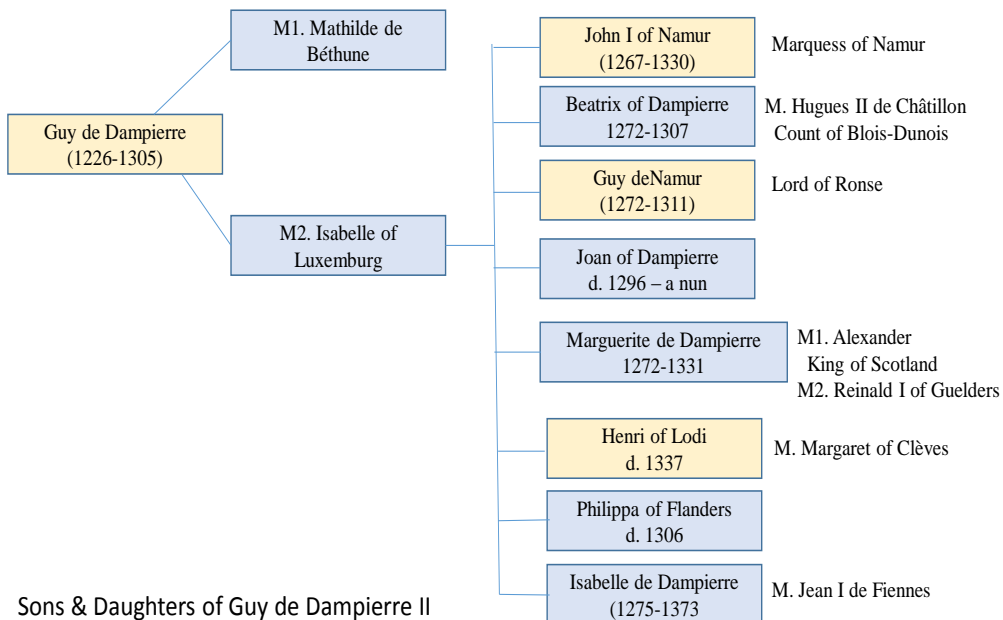 M1. Mathilde de
Béthune
Guy de Dampierre
(1226-1305)
M2. Isabelle of
Luxemburg
John I of Namur
(1267-1330)
Marquess of Namur
Beatrix of Dampierre
1272-1307
M. Hugues II de Châtillon
Count of Blois-Dunois
Guy deNamur
(1272-1311)
Lord of Ronse
Joan of Dampierre
d. 1296 – a nun
Marguerite de Dampierre
1272-1331
M1. Alexander
King of Scotland
M2. Reinald I of Guelders
Henri of Lodi
d. 1337
M. Margaret of Clèves
Philippa of Flanders
d. 1306
Isabelle de Dampierre
(1275-1373
M. Jean I de Fiennes
Sons & Daughters of Guy de Dampierre II